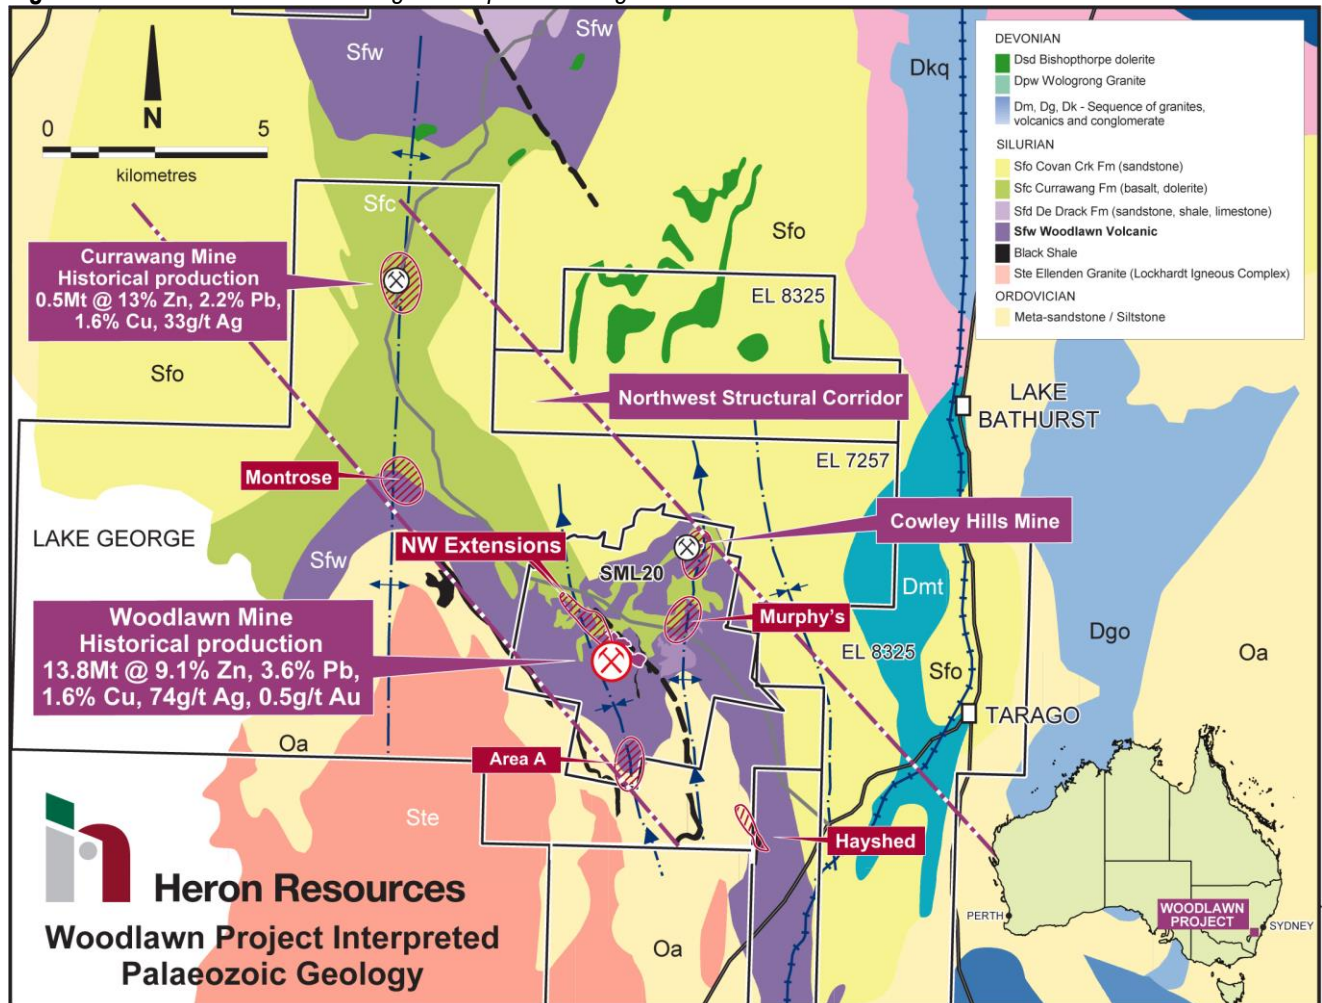 Sfw
Sfw
Dkq
DEVONIAN
Dsd Bishopthorpe dolerite
Dpw Wologrong Granite
Dm, Dg, Dk - Sequence of granites,
volcanics and conglomerate
SILURIAN
Sfo Covan Crk Fm (sandstone)
Sfc Currawang Fm (basalt, dolerite)
Sfd De Drack Fm (sandstone, shale, limestone)
Sfw Woodlawn Volcanic
Black Shale
Ste Ellenden Granite (Lockhardt Igneous Complex)
ORDOVICIAN
Meta-sandstone / Siltstone
0 5
N
kilometres
Sfc
Sfo
Currawang Mine
Historical production
0.5Mt @ 13% Zn, 2.2% Pb,
1.6% Cu, 33g/t Ag
EL 8325
Sfo
Northwest Structural Corridor
LAKE
BATHURST
EL 7257
Montrose
Cowley Hills Mine
LAKE GEORGE
NW Extensions
Sfw
SML20
Dmt
Woodlawn Mine
Historical production
13.8Mt @ 9.1% Zn, 3.6% Pb,
1.6% Cu, 74g/t Ag, 0.5g/t Au
Murphy's
Dgo
EL 8325
Oa
Sfo
TARAGO
Oa
Area A
Ste
Hayshed
Heron Resources
Woodlawn Project Interpreted
Palaeozoic Geology
Oa
PERTH
WOODLAWN
PROJECT
SYDNEY